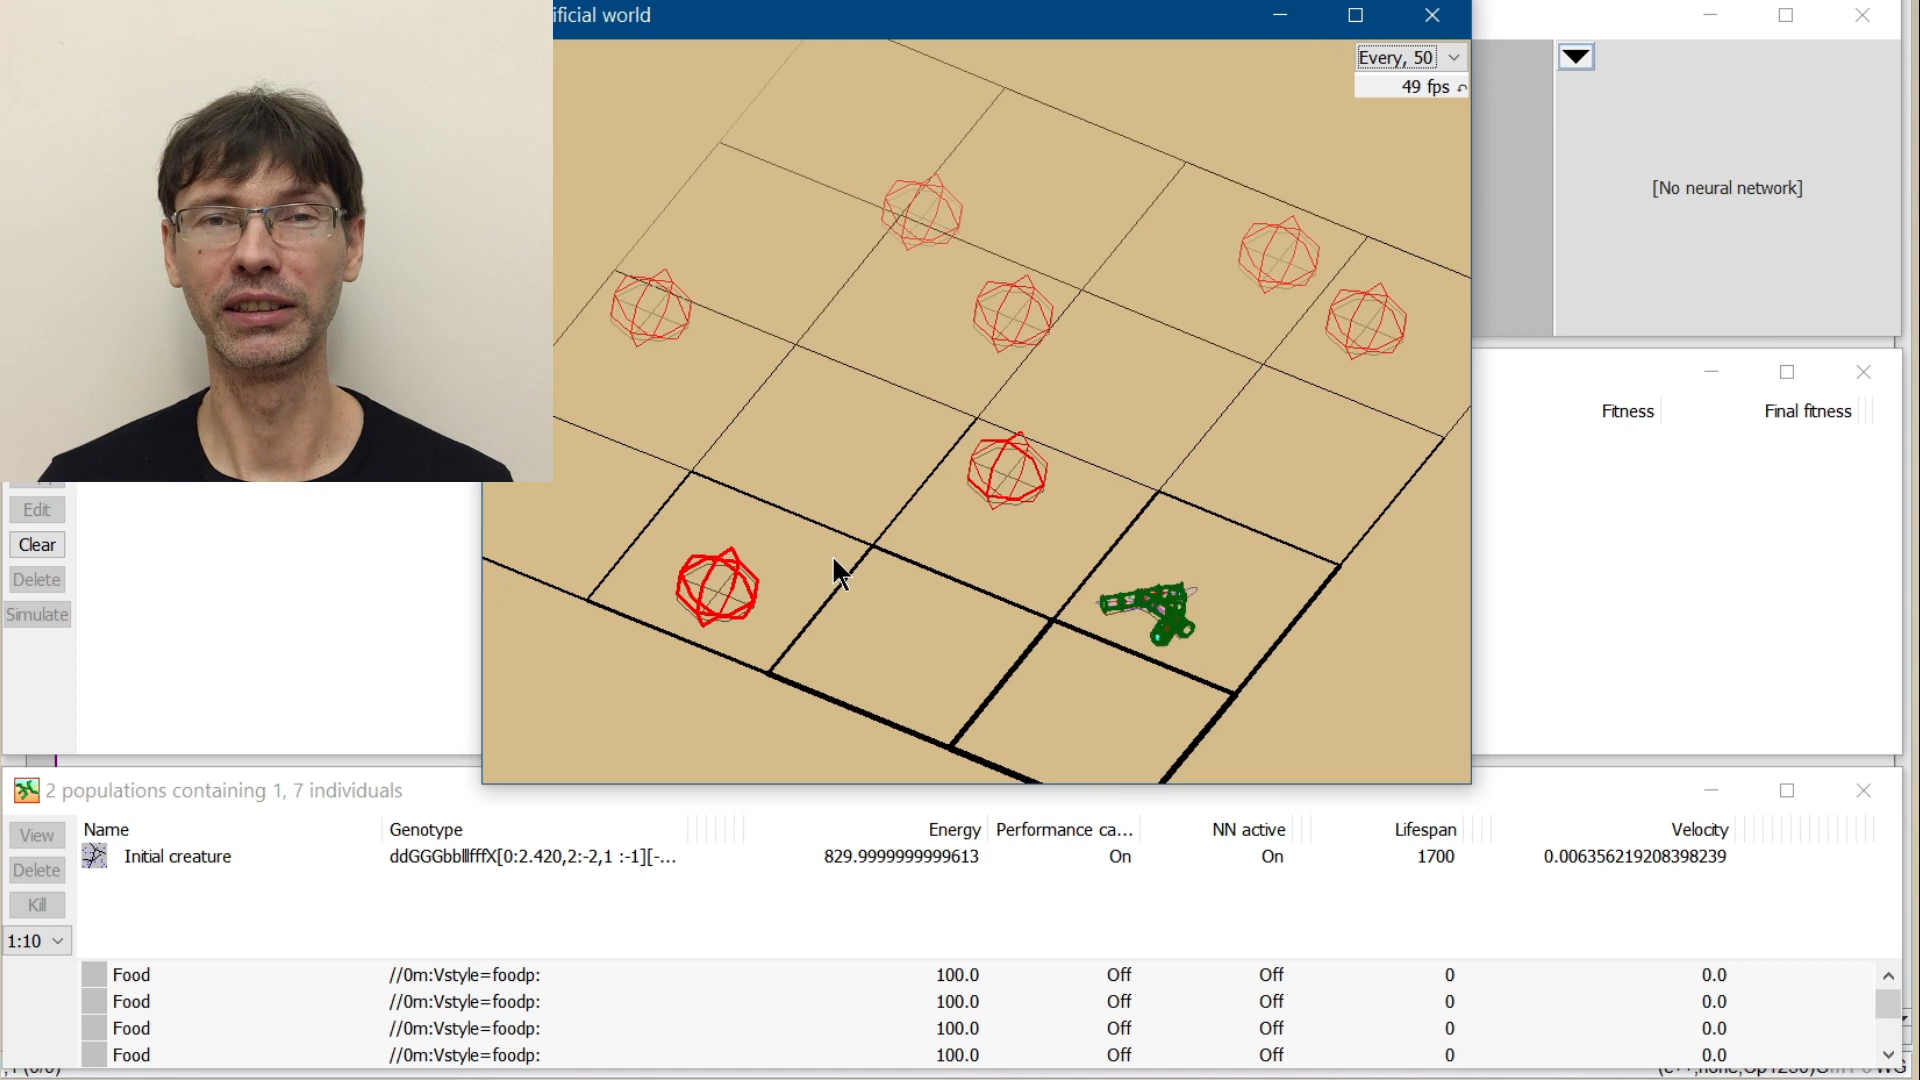 ificial world
Every, 50
49 fps
[No neural network]
Fitness Final fitness
Edit
Clear
Delete
Simulate
2 populations containing 1, 7 individuals
View
Delete
Kill
1:10
Name Genotype Energy Performance ca... NN active Lifespan Velocity
Initial creature ddGGGbblllfffX[0:2.420,2:-2,1 :-1][-... 829.9999999999613 On On 1700 0.006356219208398239
Food //0m:Vstyle=foodp: 100.0 Off Off 0 0.0
Food //0m:Vstyle=foodp: 100.0 Off Off 0 0.0
Food //0m:Vstyle=foodp: 100.0 Off Off 0 0.0
Food //0m:Vstyle=foodp: 100.0 Off Off 0 0.0